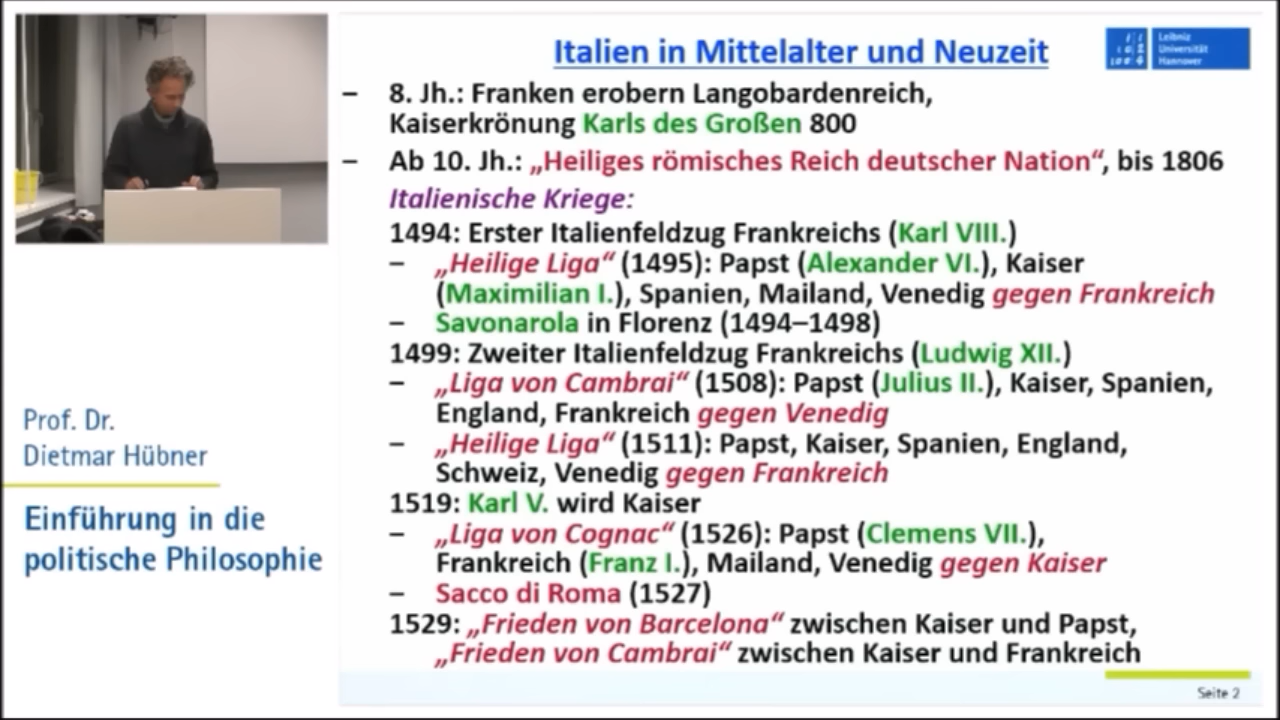 Italien in Mittelalter und Neuzeit
Leibniz
Universität
Hannover
– 8. Jh.: Franken erobern Langobardenreich,
Kaiserkrönung Karls des Großen 800
– Ab 10. Jh.: „Heiliges römisches Reich deutscher Nation“, bis 1806
Italienische Kriege:
1494: Erster Italienfeldzug Frankreichs (Karl VIII.)
– „Heilige Liga“ (1495): Papst (Alexander VI.), Kaiser
(Maximilian I.), Spanien, Mailand, Venedig gegen Frankreich
– Savonarola in Florenz (1494–1498)
1499: Zweiter Italienfeldzug Frankreichs (Ludwig XII.)
– „Liga von Cambrai“ (1508): Papst (Julius II.), Kaiser, Spanien,
England, Frankreich gegen Venedig
– „Heilige Liga“ (1511): Papst, Kaiser, Spanien, England,
Schweiz, Venedig gegen Frankreich
1519: Karl V. wird Kaiser
– „Liga von Cognac“ (1526): Papst (Clemens VII.),
Frankreich (Franz I.), Mailand, Venedig gegen Kaiser
– Sacco di Roma (1527)
1529: „Frieden von Barcelona“ zwischen Kaiser und Papst,
„Frieden von Cambrai“ zwischen Kaiser und Frankreich
Seite 2
Prof. Dr.
Dietmar Hübner
Einführung in die
politische Philosophie